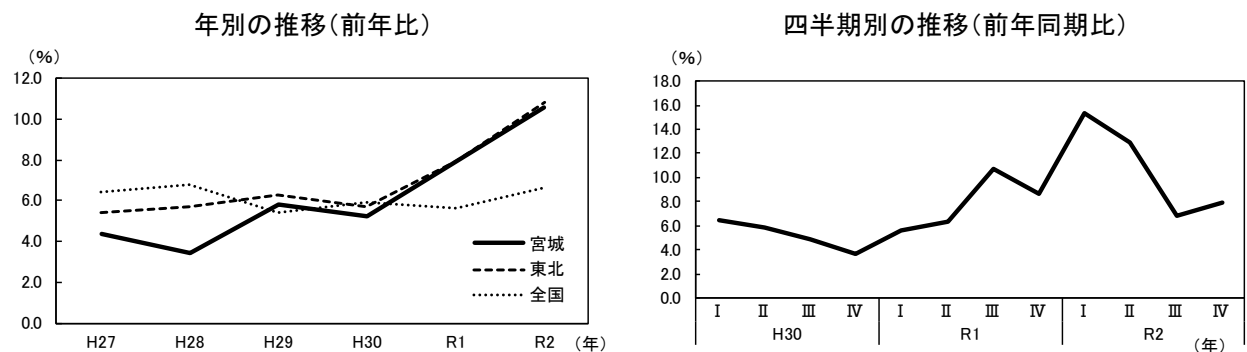 年別の推移(前年比)
(%)
12.0
10.0
8.0
6.0
4.0
2.0
0.0
宮城
東北
全国
H27 H28 H29 H30 R1 R2 (年)
四半期別の推移(前年同期比)
(%)
18.0
16.0
14.0
12.0
10.0
8.0
6.0
4.0
2.0
0.0
Ⅰ Ⅱ Ⅲ Ⅳ Ⅰ Ⅱ Ⅲ Ⅳ Ⅰ Ⅱ Ⅲ Ⅳ
H30 R1 R2 (年)